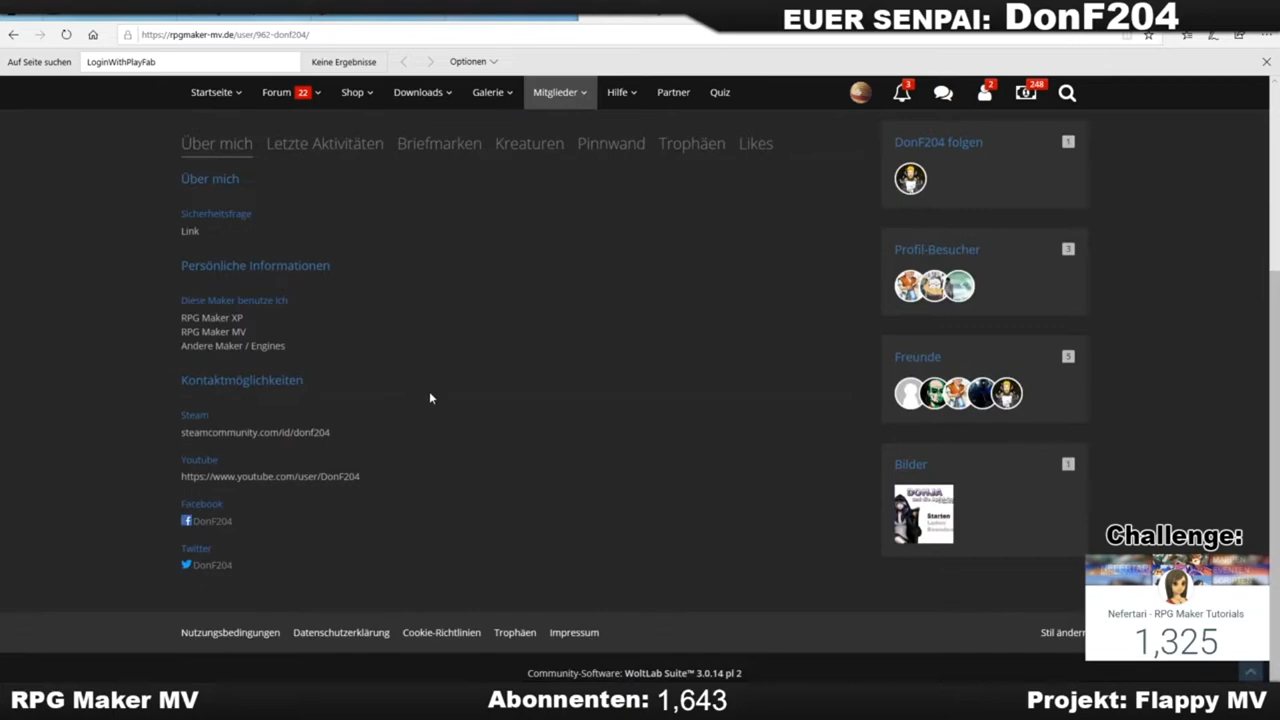 EUER SENPAI: DonF204
https://rpgmaker-mv.de/user/962-donf204/
Auf Seite suchen LoginWithPlayFab Keine Ergebnisse Optionen
Startseite Forum 22 Shop Downloads Galerie Mitglieder Hilfe Partner Quiz 3 2 248
Über mich Letzte Aktivitäten Briefmarken Kreaturen Pinnwand Trophäen Likes
Über mich
Sicherheitsfrage
Link
Persönliche Informationen
Diese Maker benutze ich
RPG Maker XP
RPG Maker MV
Andere Maker / Engines
Kontaktmöglichkeiten
Steam
steamcommunity.com/id/donf204
Youtube
https://www.youtube.com/user/DonF204
Facebook
DonF204
Twitter
DonF204
DonF204 folgen 1
Profil-Besucher 3
Freunde 5
Bilder 1
DONJA
Starten
Challenge:
Nefertari - RPG Maker Tutorials
1,325
Nutzungsbedingungen Datenschutzerklärung Cookie-Richtlinien Trophäen Impressum Stil ändern
Community-Software: WoltLab Suite™ 3.0.14 pl 2
RPG Maker MV Abonnenten: 1,643 Projekt: Flappy MV